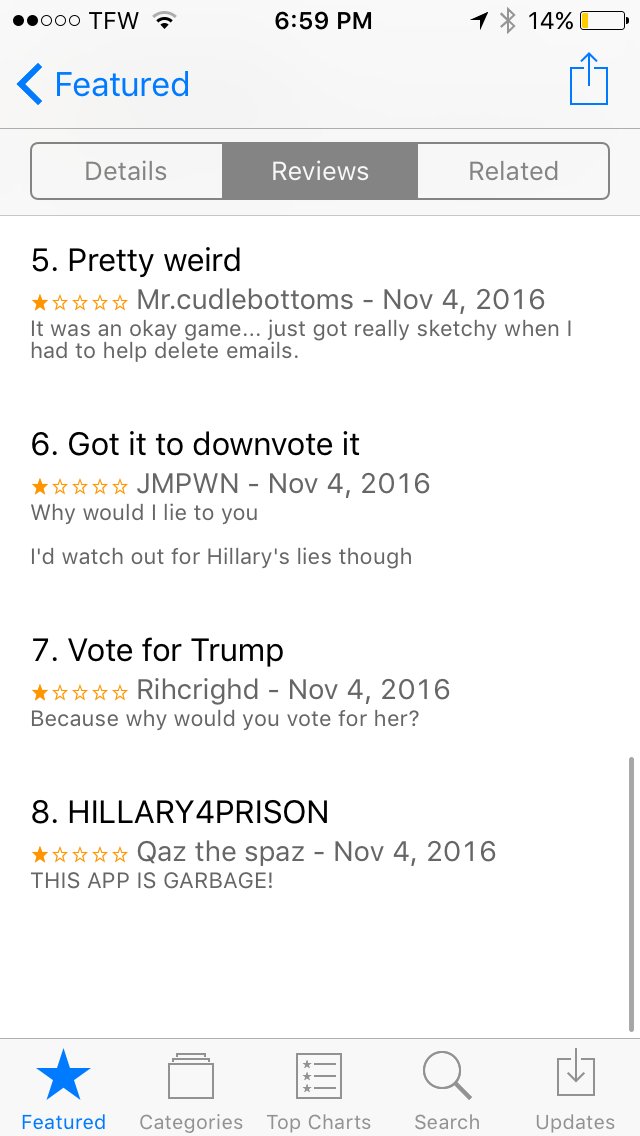 TFW 6:59 PM 14%
Featured
Details Reviews Related
5. Pretty weird
Mr.cudlebottoms - Nov 4, 2016
It was an okay game... just got really sketchy when I
had to help delete emails.
6. Got it to downvote it
JMPWN - Nov 4, 2016
Why would I lie to you
I'd watch out for Hillary's lies though
7. Vote for Trump
Rihcrighd - Nov 4, 2016
Because why would you vote for her?
8. HILLARY4PRISON
Qaz the spaz - Nov 4, 2016
THIS APP IS GARBAGE!
Featured Categories Top Charts Search Updates